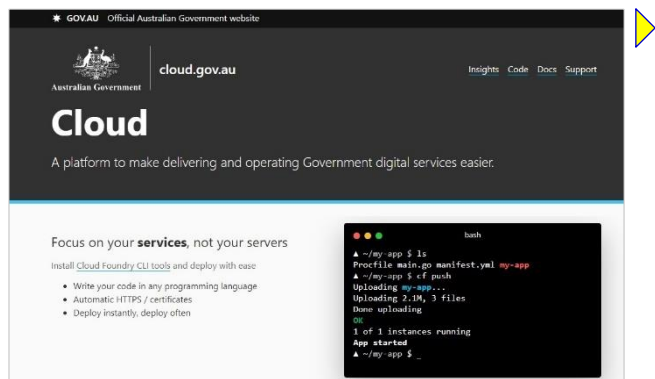 GOV.AU Official Australian Government website
Australian Government
cloud.gov.au
Insights Code Docs Support
Cloud
A platform to make delivering and operating Government digital services easier.
Focus on your services, not your servers
Install Cloud Foundry CLI tools and deploy with ease
• Write your code in any programming language
• Automatic HTTPS / certificates
• Deploy instantly, deploy often
bash
▲ ~/my-app $ ls
Procfile main.go manifest.yml my-app
▲ ~/my-app $ cf push
Uploading my-app...
Uploading 2.1M, 3 files
Done uploading
OK
1 of 1 instances running
App started
▲ ~/my-app $ _